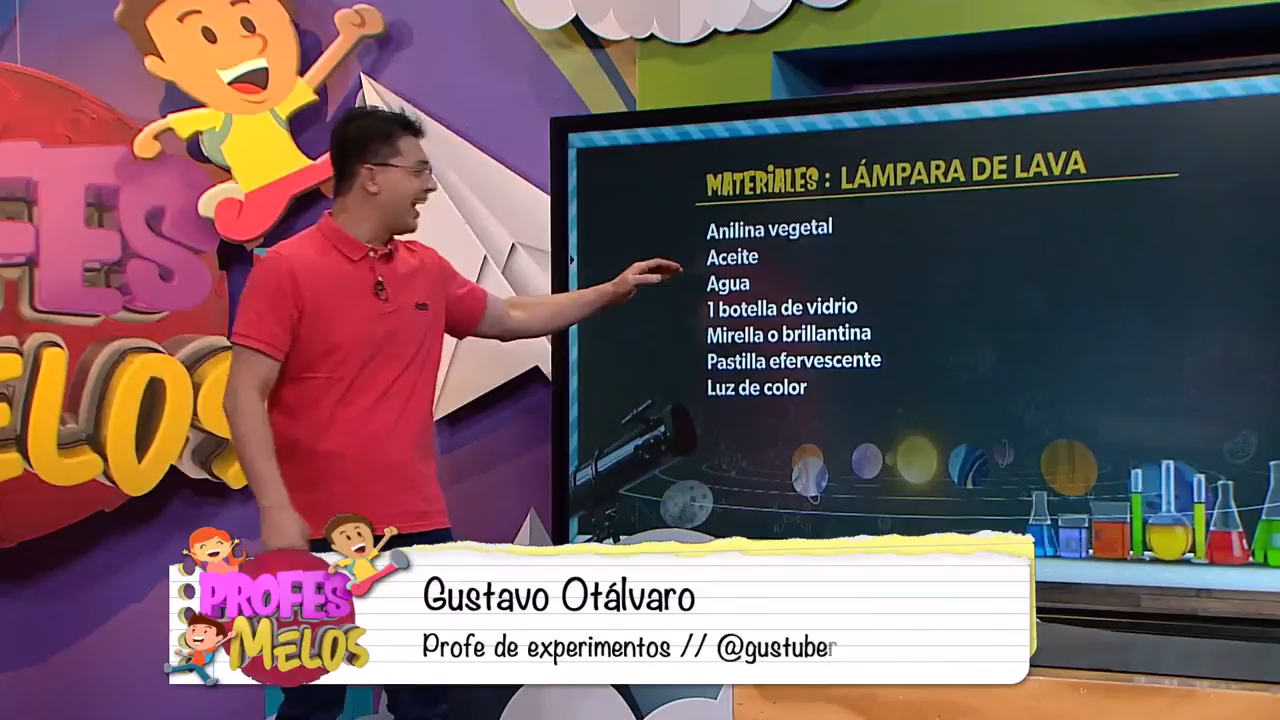 MATERIALES: LÁMPARA DE LAVA
Anilina vegetal
Aceite
Agua
1 botella de vidrio
Mirella o brillantina
Pastilla efervescente
Luz de color
PROFES
MELOS
Gustavo Otálvaro
Profe de experimentos // @gustuber